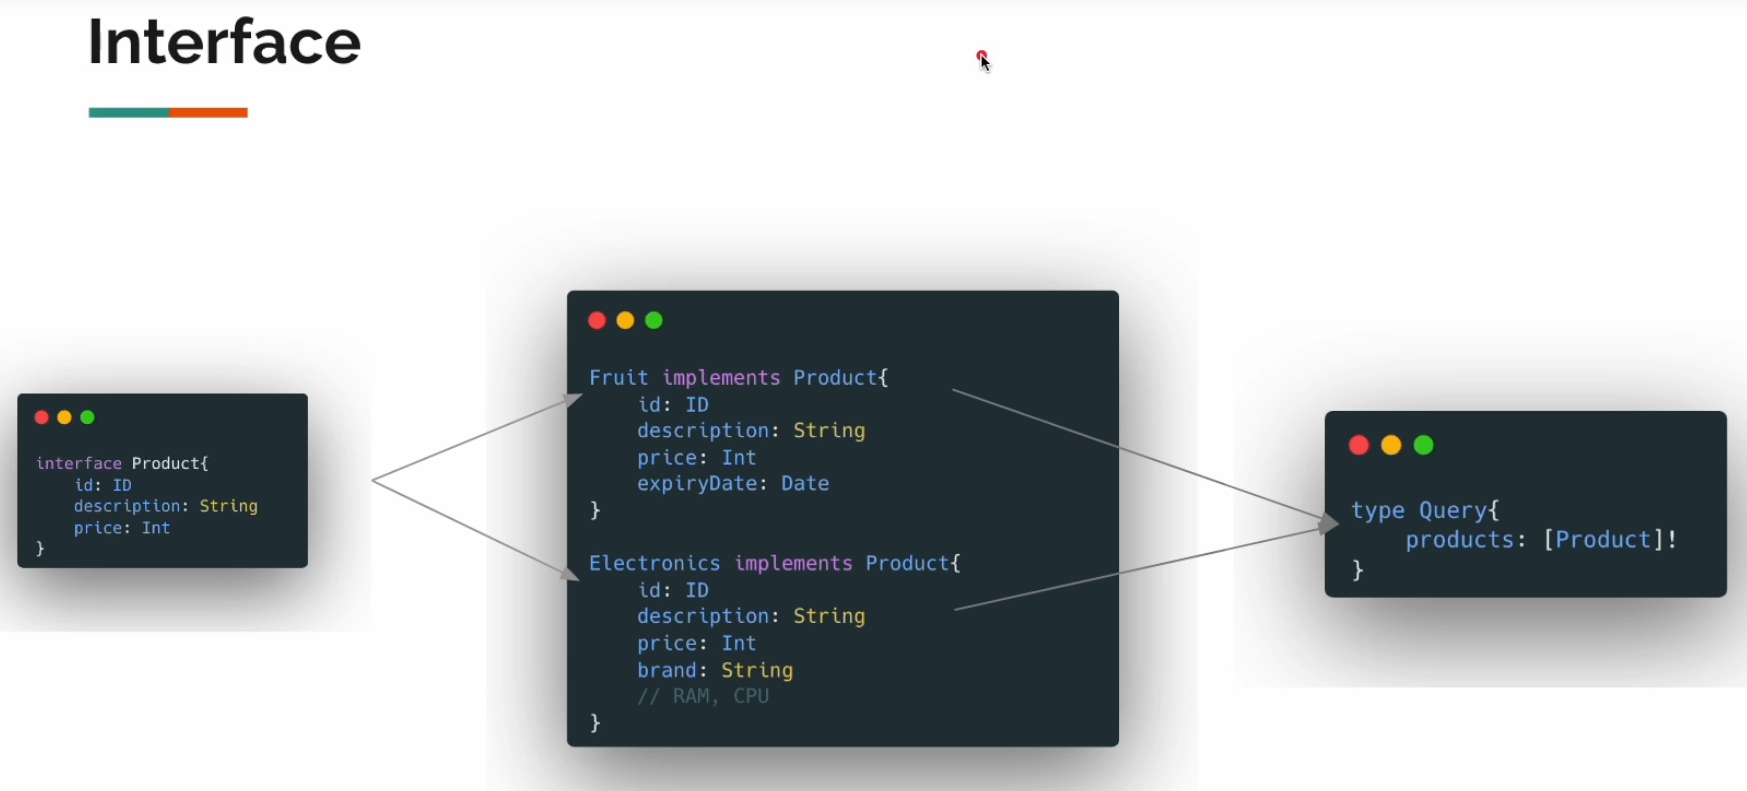 Interface
interface Product{
id: ID
description: String
price: Int
}
Fruit implements Product{
id: ID
description: String
price: Int
expiryDate: Date
}
Electronics implements Product{
id: ID
description: String
price: Int
brand: String
// RAM, CPU
}
type Query{
products: [Product]!
}